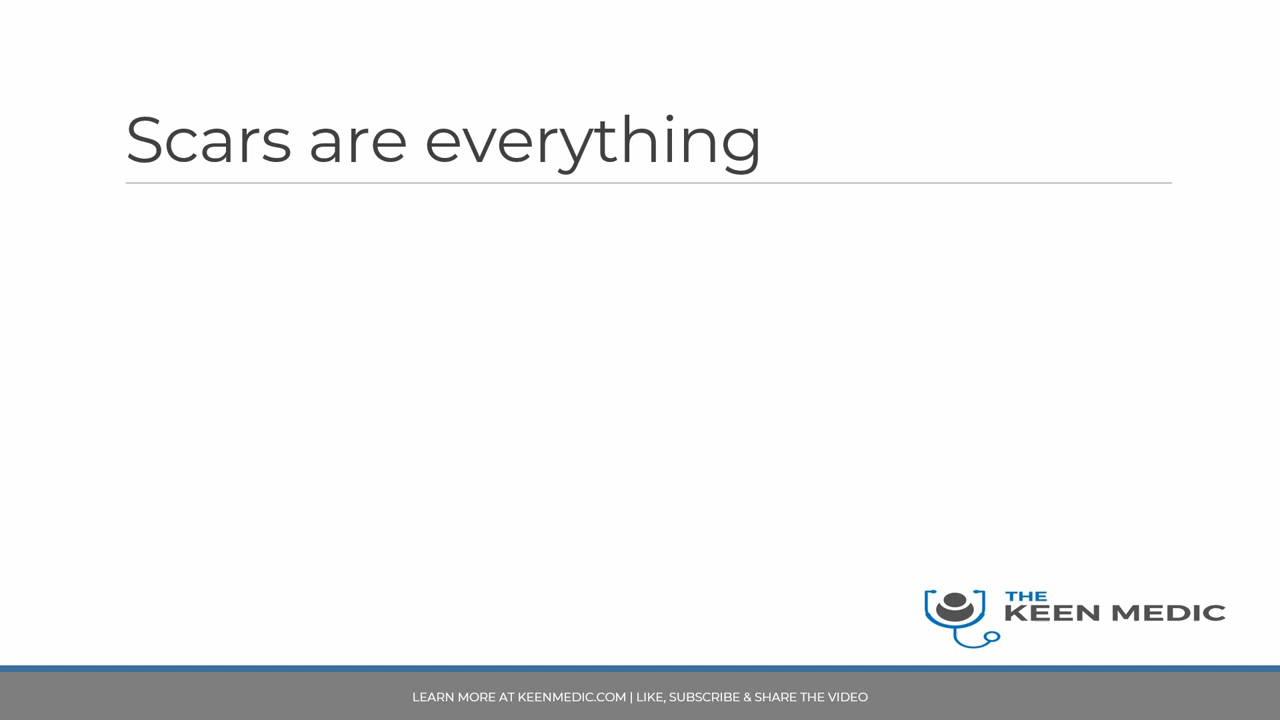 Scars are everything
THE
KEEN MEDIC
LEARN MORE AT KEENMEDIC.COM | LIKE, SUBSCRIBE & SHARE THE VIDEO